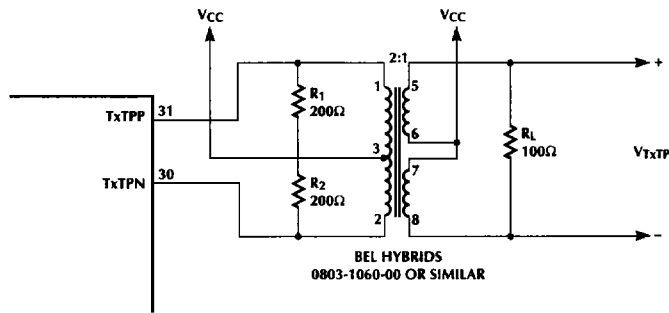 VCC
VCC
2:1
31
TxTPP
R1
200Ω
1
5
6
RL
100Ω
+
VTxTP
3
30
TxTPN
R2
200Ω
7
2
8
−
BEL HYBRIDS
0803-1060-00 OR SIMILAR